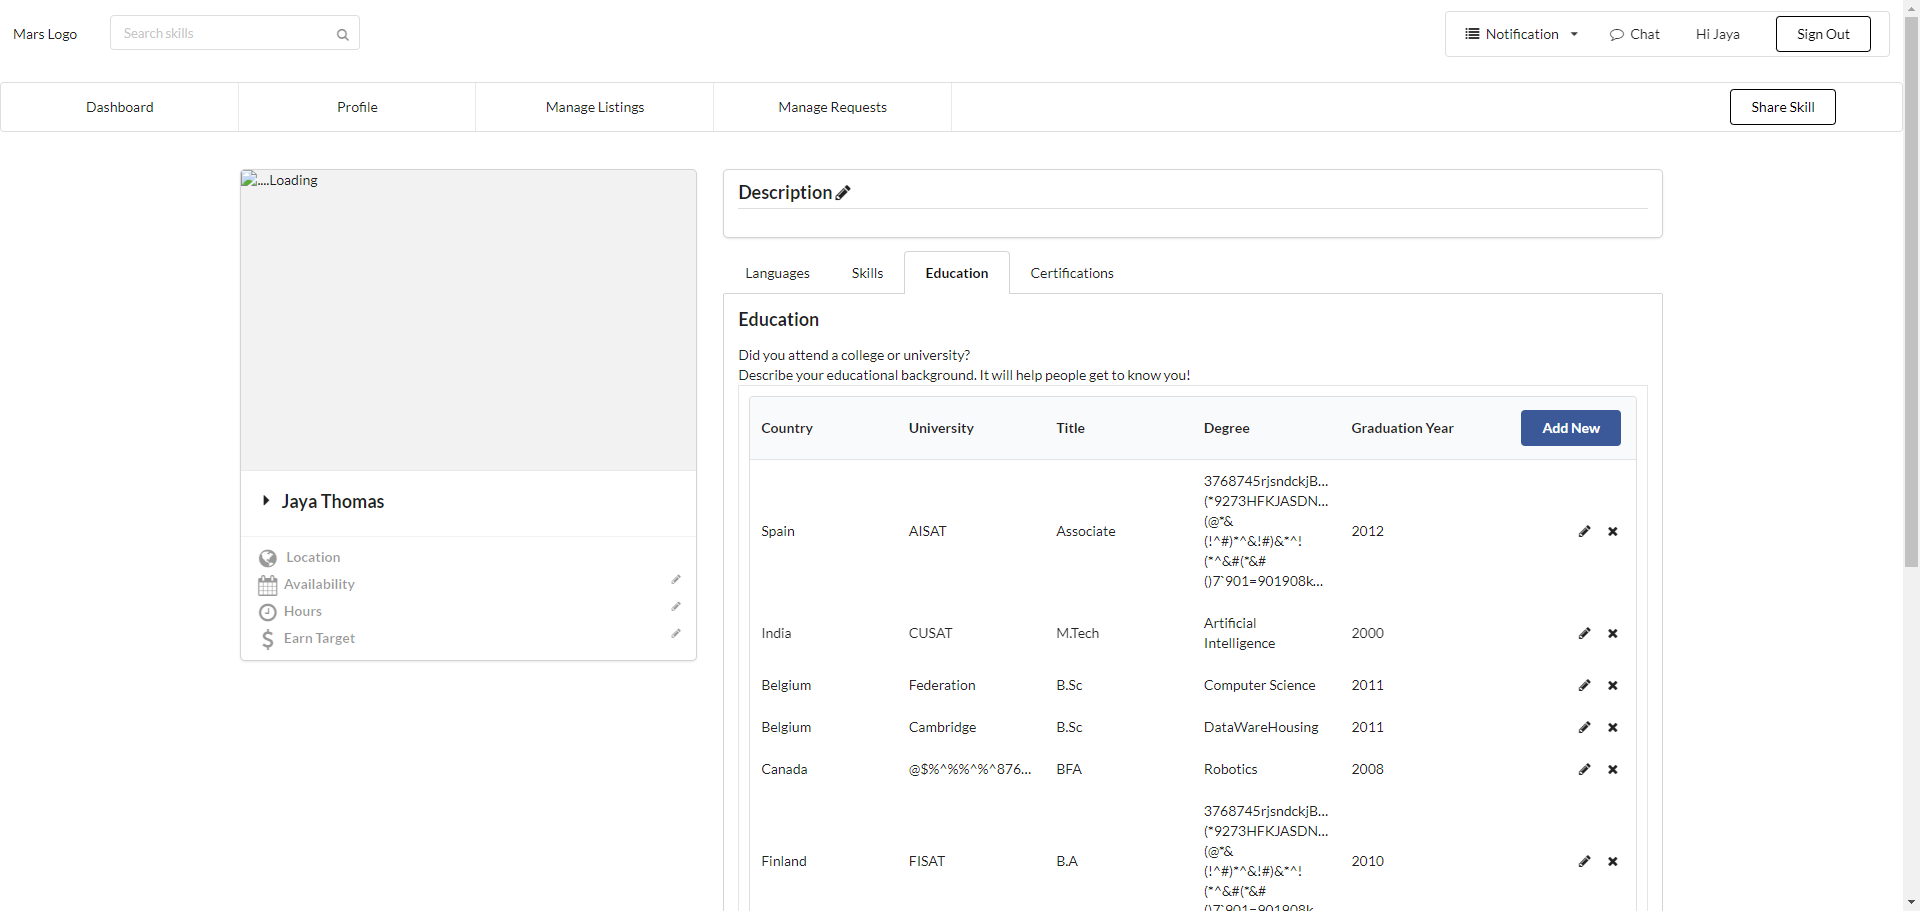 Mars Logo
Search skills
Notification
Chat
Hi Jaya
Sign Out
Dashboard
Profile
Manage Listings
Manage Requests
Share Skill
....Loading
Jaya Thomas
Location
Availability
Hours
Earn Target
Description
Languages
Skills
Education
Certifications
Education
Did you attend a college or university?
Describe your educational background. It will help people get to know you!
Country University Title Degree Graduation Year Add New
3768745rjsndckjB...
(*9273HFKJASDN...
(@*&
Spain AISAT Associate 2012
(!^#)*^&!#)&*^!
(*^&#(*&#
()7`901=901908k...
India CUSAT M.Tech Artificial Intelligence 2000
Belgium Federation B.Sc Computer Science 2011
Belgium Cambridge B.Sc DataWareHousing 2011
Canada @$%^%%^%^876... BFA Robotics 2008
3768745rjsndckjB...
(*9273HFKJASDN...
(@*&
Finland FISAT B.A 2010
(!^#)*^&!#)&*^!
(*^&#(*&#
()7`901=901908k...